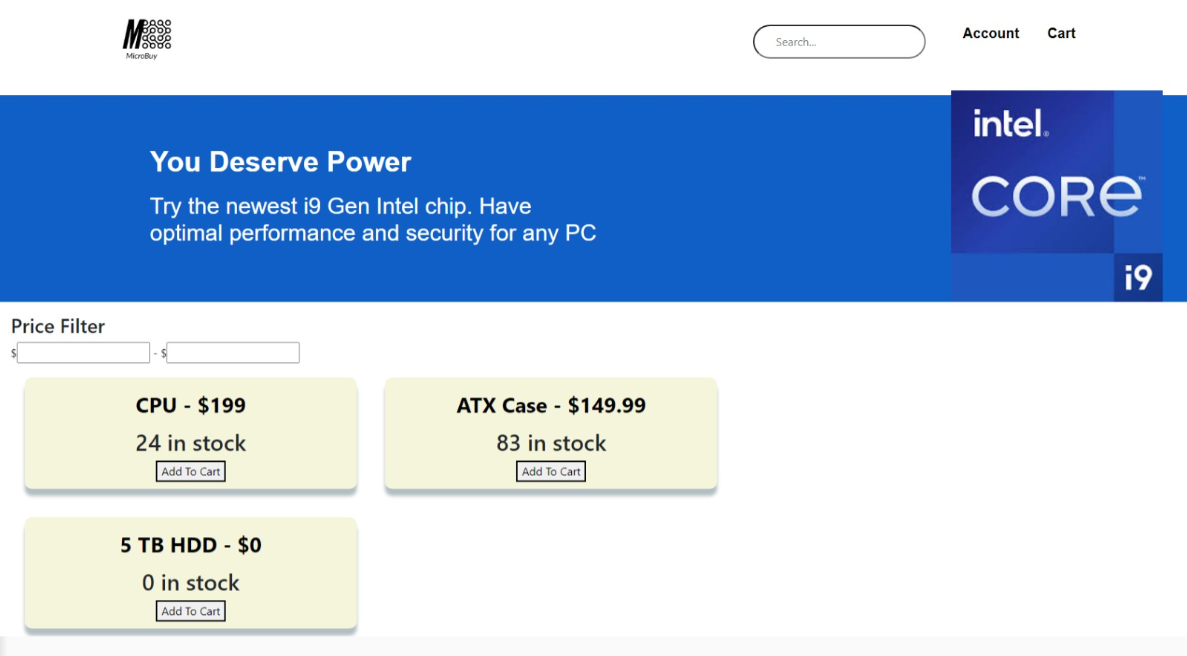 M
MicroBuy
Search...
Account
Cart
intel.
CORE™
i9
You Deserve Power
Try the newest i9 Gen Intel chip. Have
optimal performance and security for any PC
Price Filter
$ - $
CPU - $199
24 in stock
Add To Cart
ATX Case - $149.99
83 in stock
Add To Cart
5 TB HDD - $0
0 in stock
Add To Cart